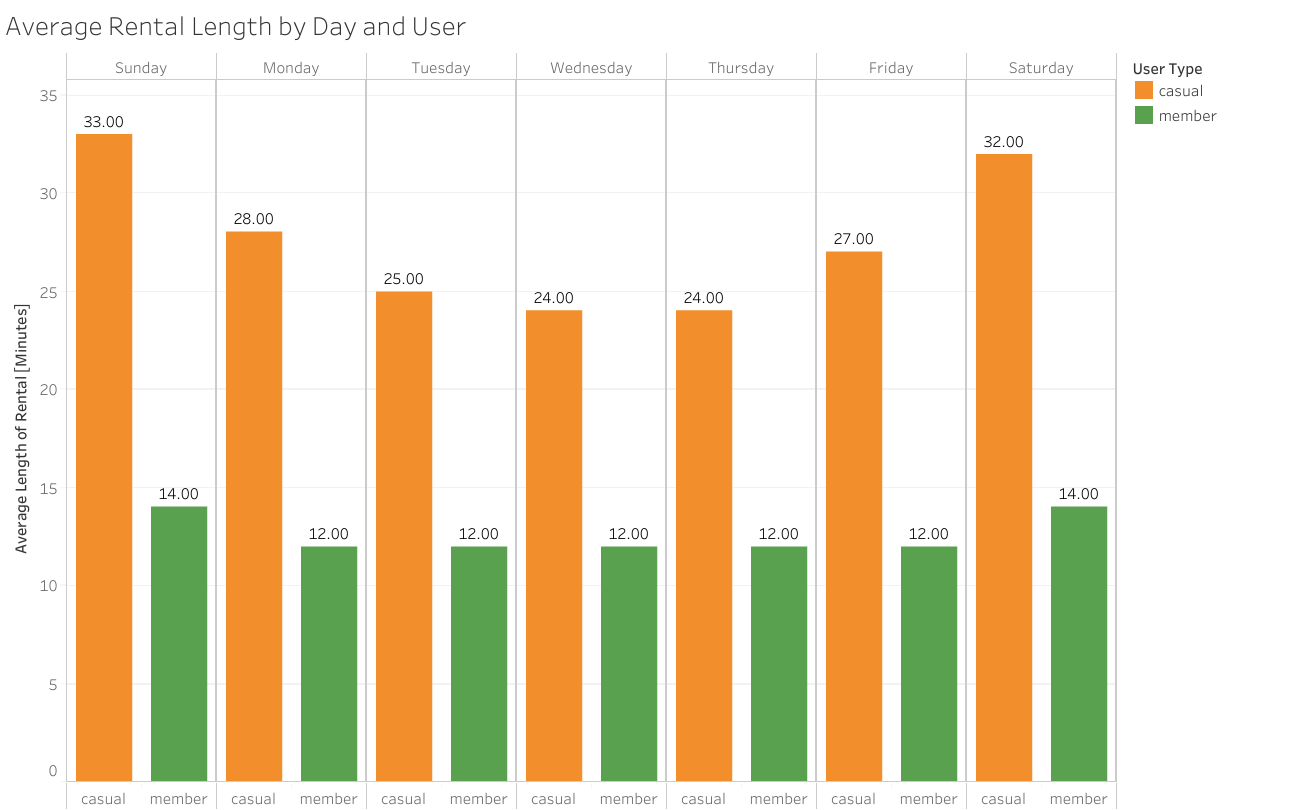 Average Rental Length by Day and User
Sunday Monday Tuesday Wednesday Thursday Friday Saturday
User Type
casual
member
Average Length of Rental [Minutes]
35
30
25
20
15
10
5
0
33.00 14.00 28.00 12.00 25.00 12.00 24.00 12.00 24.00 12.00 27.00 12.00 32.00 14.00
casual member casual member casual member casual member casual member casual member casual member